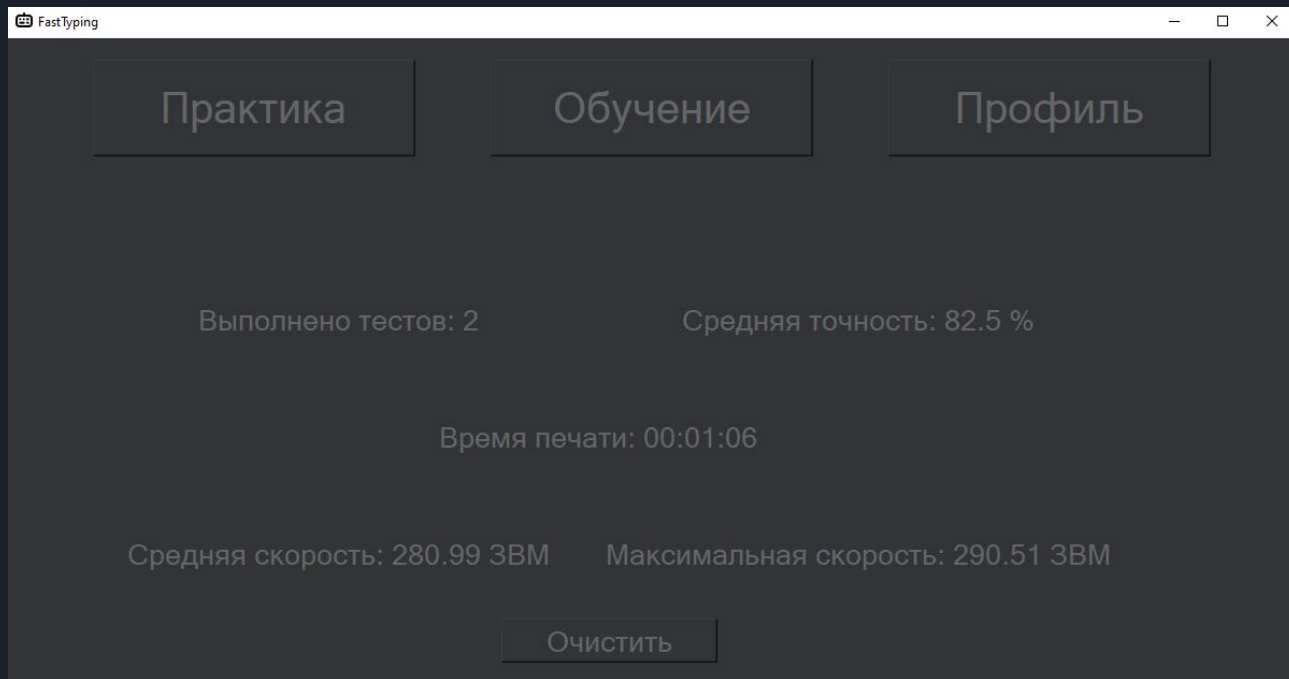 FastTyping
Практика
Обучение
Профиль
Выполнено тестов: 2
Средняя точность: 82.5 %
Время печати: 00:01:06
Средняя скорость: 280.99 ЗВМ
Максимальная скорость: 290.51 ЗВМ
Очистить